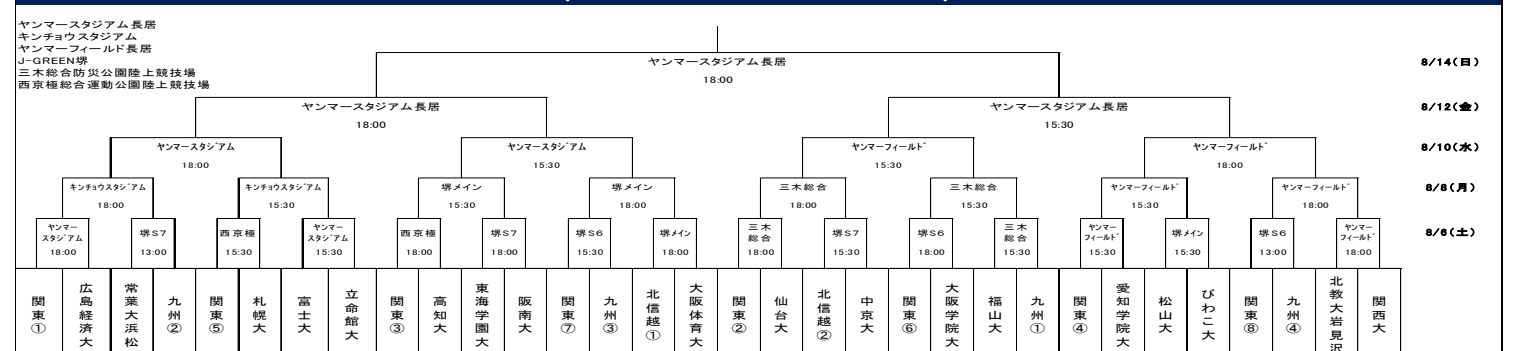 ヤンマースタジアム長居
キンチョウスタジアム
ヤンマーフィールド長居
J-GREEN堺
三木総合防災公園陸上競技場
西京極総合運動公園陸上競技場
ヤンマースタジアム長居
18:00
8/14(日)
ヤンマースタジアム長居
18:00
ヤンマースタジアム長居
15:30
8/12(金)
ヤンマースタジアム
18:00
ヤンマースタジアム
15:30
ヤンマーフィールド
15:30
ヤンマーフィールド
18:00
8/10(水)
キンチョウスタジアム
18:00
キンチョウスタジアム
15:30
堺メイン
15:30
堺メイン
18:00
三木総合
18:00
三木総合
15:30
ヤンマーフィールド
15:30
ヤンマーフィールド
18:00
8/8(月)
ヤンマー
スタジアム
18:00
堺S7
13:00
西京極
15:30
ヤンマー
スタジアム
15:30
西京極
18:00
堺S7
18:00
堺S6
15:30
堺メイン
18:00
三木
総合
18:00
堺S7
15:30
堺S6
18:00
三木
総合
15:30
ヤンマー
フィールド
15:30
堺メイン
15:30
堺S6
13:00
ヤンマー
フィールド
18:00
8/6(土)
関東①
広島経済大
常葉大浜松
九州②
関東⑤
札幌大
富士大
立命館大
関東③
高知大
東海学園大
阪南大
関東⑦
九州③
北信越①
大阪体育大
関東②
仙台大
北信越②
中京大
関東⑥
大阪学院大
福山大
九州①
関東④
愛知学院大
松山大
びわこ大
関東⑧
九州④
北教大岩見沢
関西大